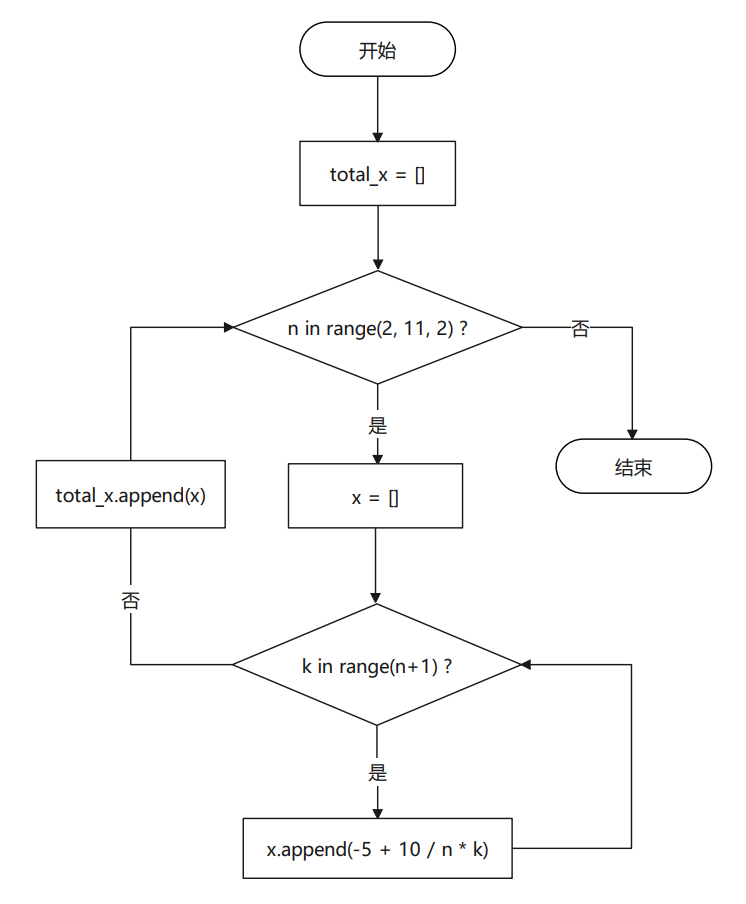 开始
total_x = []
n in range(2, 11, 2) ?
否
是
结束
total_x.append(x)
x = []
否
k in range(n+1) ?
是
x.append(-5 + 10 / n * k)